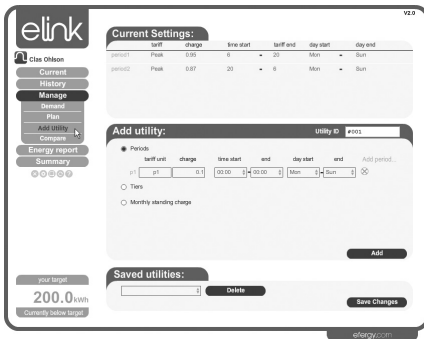 V2.0
elink
Clas Ohlson
Current
History
Manage
Demand
Plan
Add Utility
Compare
Energy report
Summary
your target
200.0kWh
Currently below target
Current Settings:
tariff charge time start tariff end day start day end
period1 Peak 0.95 6 - 20 Mon - Sun
period2 Peak 0.87 20 - 6 Mon - Sun
Add utility:
Utility ID #001
Periods
tariff unit charge time start end day start end Add period...
p1 p1 0.1 00:00 - 00:00 Mon - Sun
Tiers
Monthly standing charge
Add
Saved utilities:
Delete
Save Changes
efergy.com